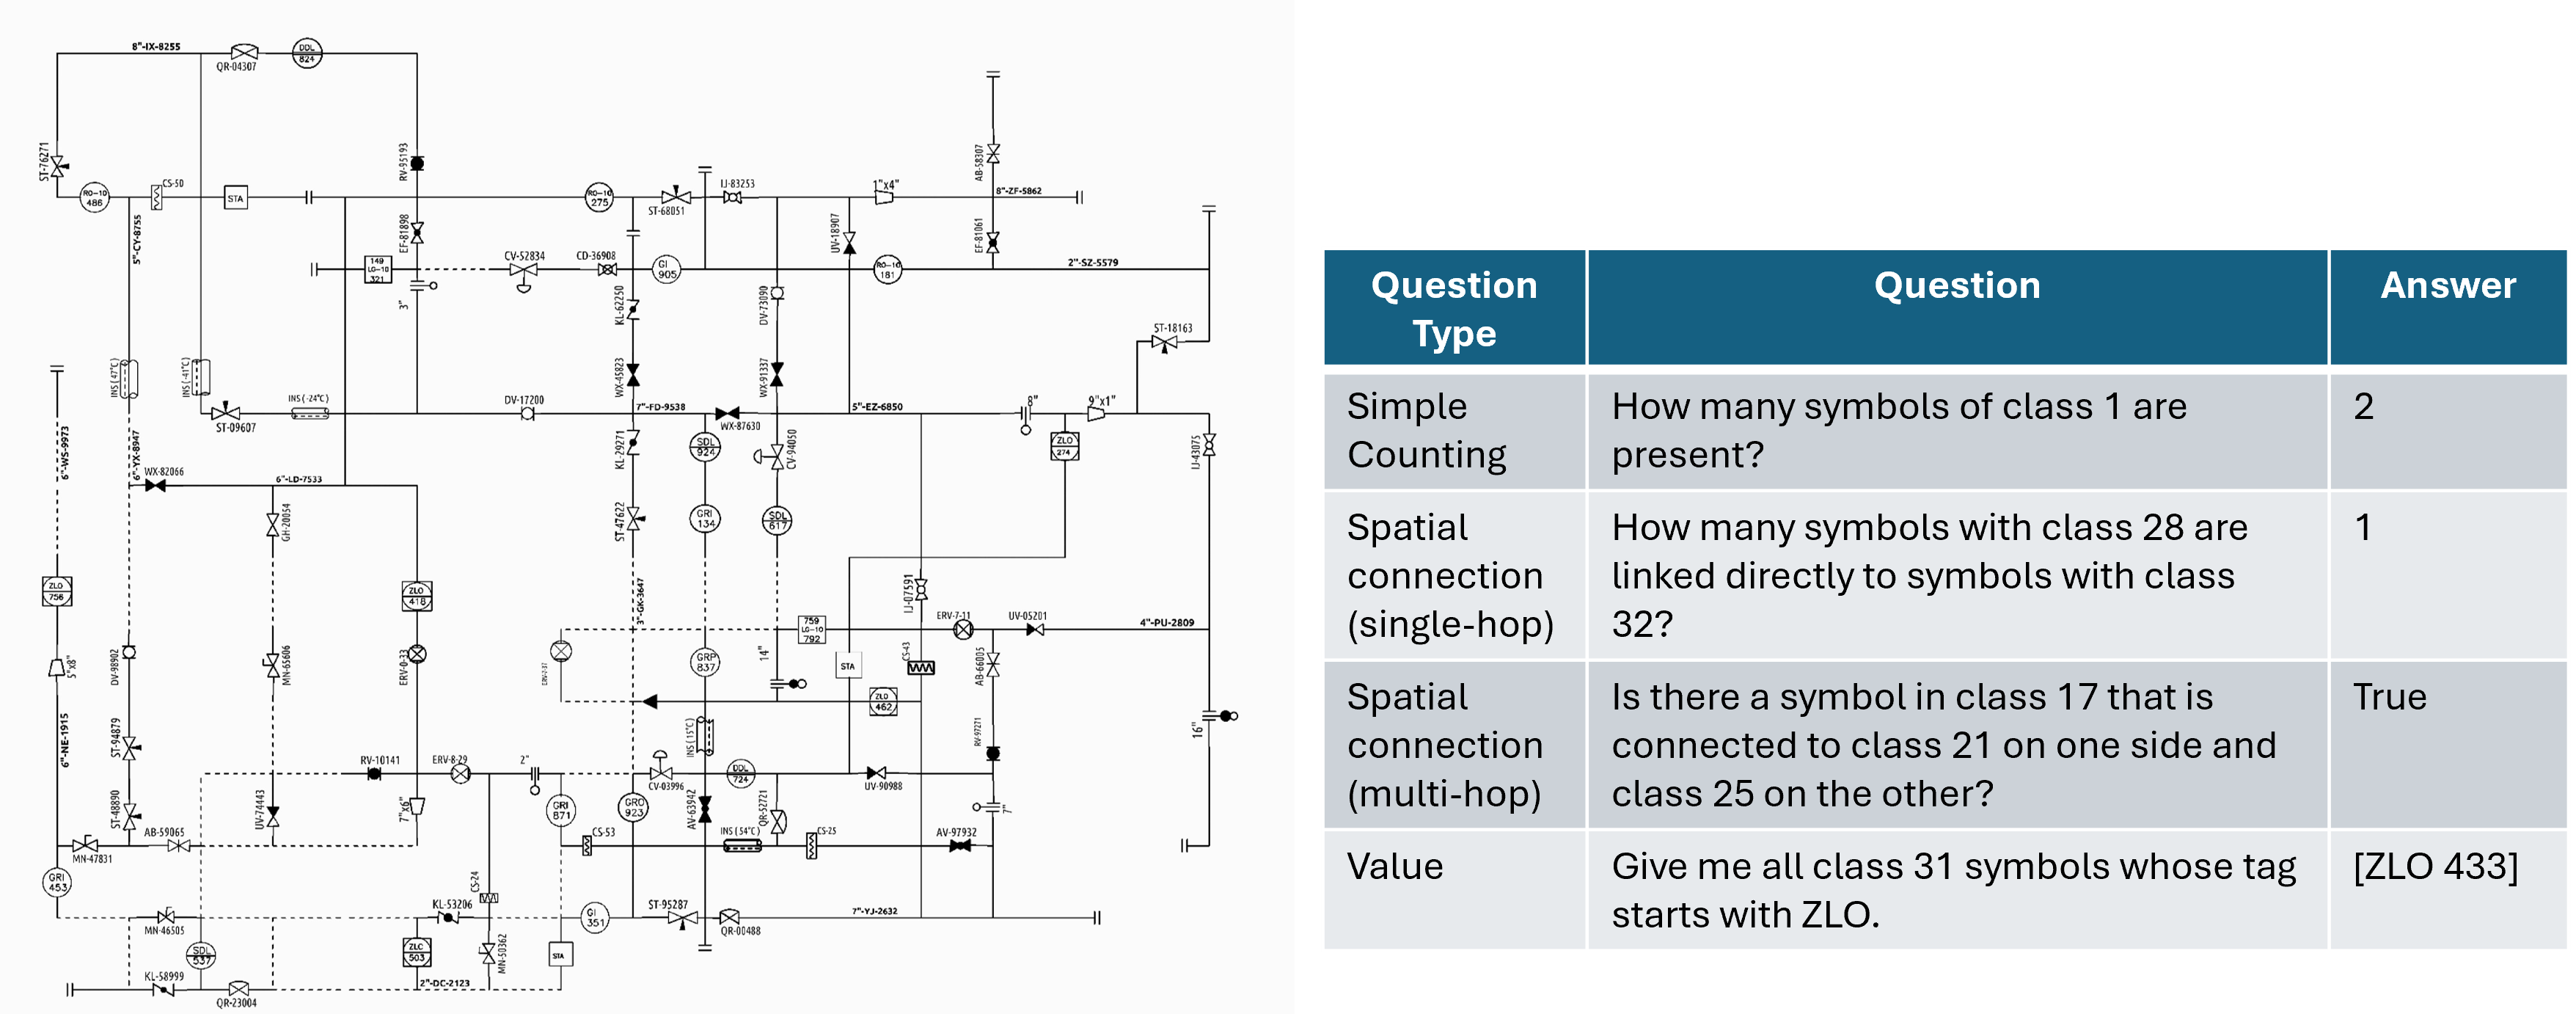 8"-IX-8255
QR-04307
DDL
824
ST-76271
RV-95193
AB-58307
RO-10
486
CS-50
STA
RO-10
275
ST-68051
IJ-83253
1"x4"
8"-ZF-5862
5"-CY-8755
EF-81898
UV-18907
EF-81061
149
LG-10
321
CV-52834
CD-36908
GI
905
RO-10
181
2"-SZ-5579
3"
KL-62250
DV-73090
ST-18163
INS(47°C)
INS(-41°C)
WX-45823
WX-91337
INS(-24°C)
ST-09607
DV-17200
7"-FD-9538
WX-87630
5"-EZ-6850
8"
9"x1"
6"-WS-9973
6"-YX-8947
KL-29271
SDL
924
CV-94050
ZLO
274
IJ-43075
WX-82066
6"-LD-7533
GH-20054
ST-47622
GRI
134
SDL
617
ZLO
756
ZLO
418
3"-GK-3647
IJ-07591
759
LG-10
792
ERV-7-11
UV-05201
4"-PU-2809
5"x8"
DV-98902
MN-65606
ERV-0-33
GRP
837
14"
STA
CS-43
AB-66005
ZLO
462
6"-NE-1915
ST-94879
INS(15°C)
RV-97271
16"
RV-10141
ERV-8-29
2"
CV-03996
DDL
724
UV-90988
ST-48890
UV-74443
7"x6"
GRI
871
GRO
923
AV-63942
QR-52721
7"
MN-47831
AB-59065
CS-53
INS(54°C)
CS-25
AV-97932
GRI
453
CS-24
MN-46505
KL-53206
GI
351
ST-95287
QR-00488
7"-YJ-2632
SDL
537
ZLC
503
MN-50362
STA
KL-58999
QR-23004
2"-DC-2123
Question
Type
Question
Answer
Simple
Counting
How many symbols of class 1 are
present?
2
Spatial
connection
(single-hop)
How many symbols with class 28 are
linked directly to symbols with class
32?
1
Spatial
connection
(multi-hop)
Is there a symbol in class 17 that is
connected to class 21 on one side and
class 25 on the other?
True
Value
Give me all class 31 symbols whose tag
starts with ZLO.
[ZLO 433]